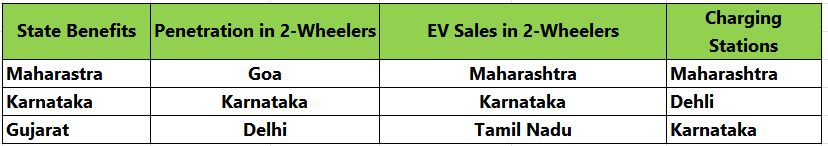 State Benefits Penetration in 2-Wheelers EV Sales in 2-Wheelers Charging Stations
Maharastra Goa Maharashtra Maharashtra
Karnataka Karnataka Karnataka Dehli
Gujarat Delhi Tamil Nadu Karnataka